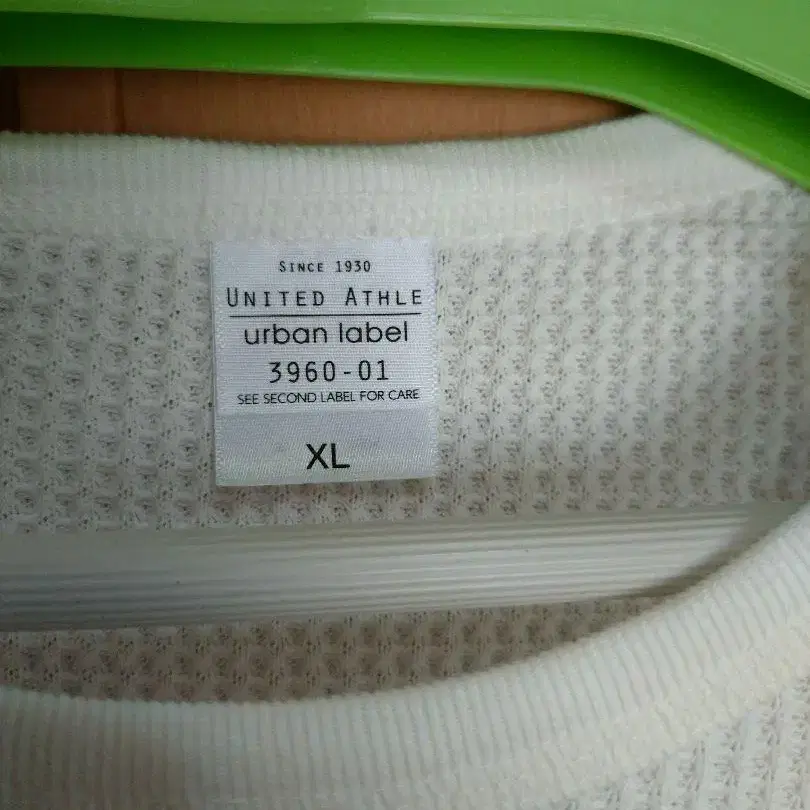 SINCE 1930
UNITED ATHLE
urban label
3960-01
SEE SECOND LABEL FOR CARE
XL